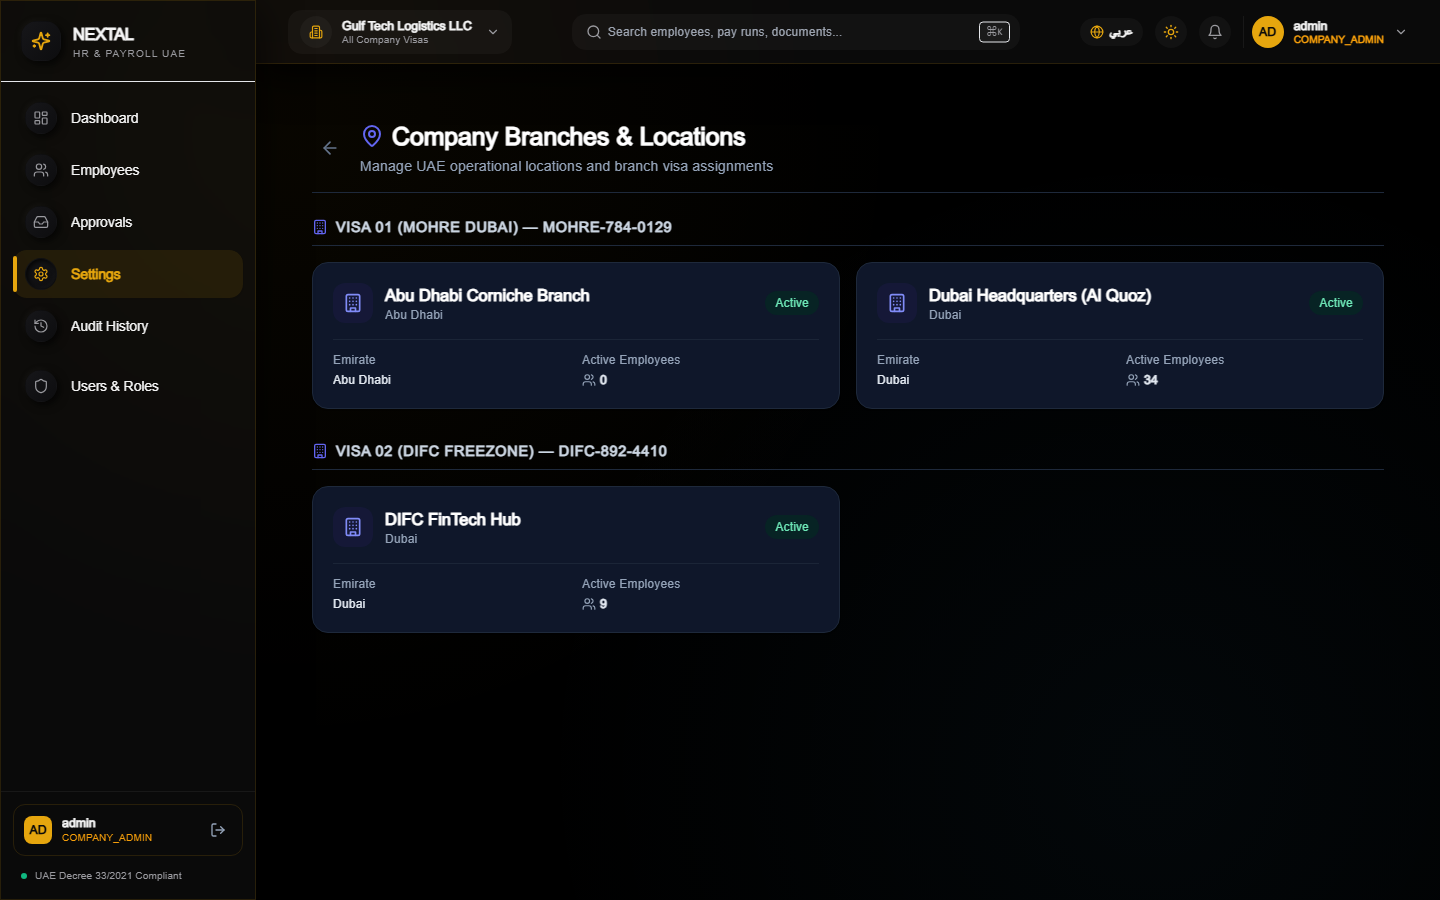 NEXTAL
HR & PAYROLL UAE
Gulf Tech Logistics LLC
All Company Visas
Search employees, pay runs, documents...
⌘K
عربي
AD
admin
COMPANY_ADMIN
Dashboard
Employees
Approvals
Settings
Audit History
Users & Roles
Company Branches & Locations
Manage UAE operational locations and branch visa assignments
VISA 01 (MOHRE DUBAI) — MOHRE-784-0129
Abu Dhabi Corniche Branch
Abu Dhabi
Active
Emirate
Active Employees
Abu Dhabi
0
Dubai Headquarters (Al Quoz)
Dubai
Active
Emirate
Active Employees
Dubai
34
VISA 02 (DIFC FREEZONE) — DIFC-892-4410
DIFC FinTech Hub
Dubai
Active
Emirate
Active Employees
Dubai
9
AD
admin
COMPANY_ADMIN
UAE Decree 33/2021 Compliant